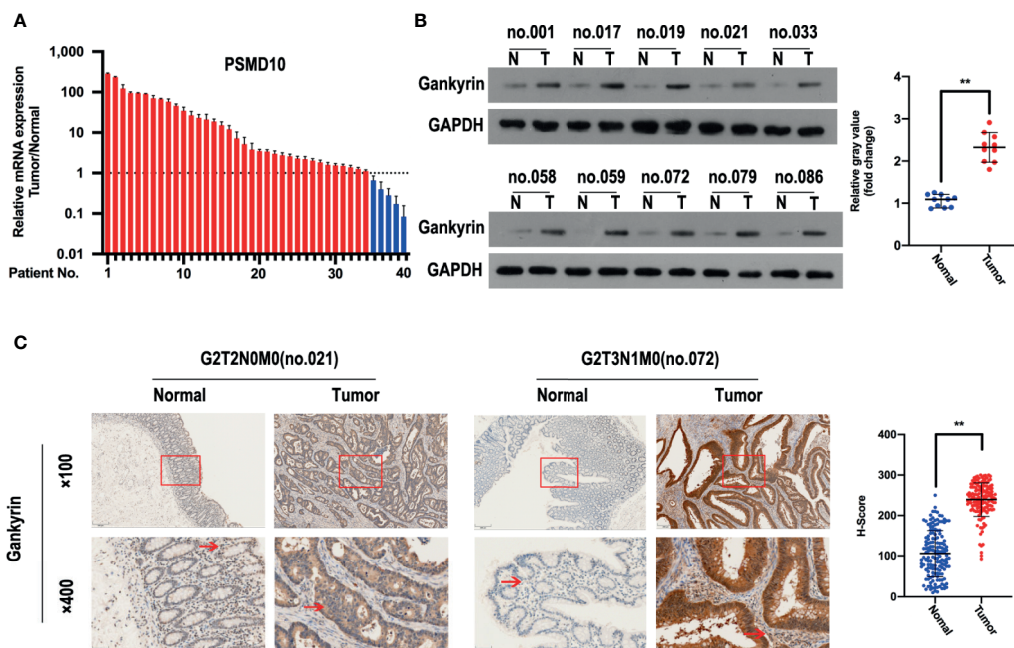 A
PSMD10
Relative mRNA expression
Tumor/Normal
1,000
100
10
1
0.1
0.01
Patient No.
1 10 20 30 40
B
no.001 no.017 no.019 no.021 no.033
N T N T N T N T N T
Gankyrin
GAPDH
no.058 no.059 no.072 no.079 no.086
N T N T N T N T N T
Gankyrin
GAPDH
Relative gray value
(fold change)
4
3
2
1
0
**
Normal
Tumor
C
G2T2N0M0(no.021) G2T3N1M0(no.072)
Normal Tumor Normal Tumor
Gankyrin
×100
×400
H-Score
400
300
200
100
0
**
Normal
Tumor